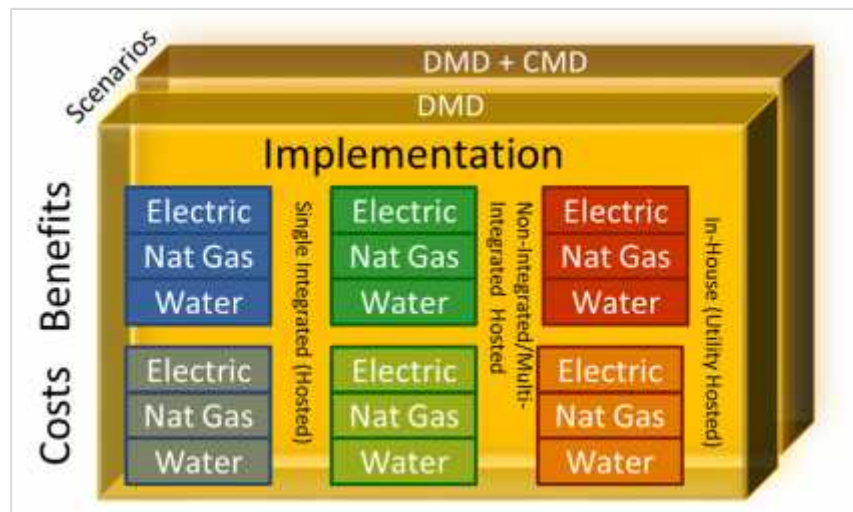 Scenarios
DMD + CMD
DMD
Implementation
Benefits
Electric
Nat Gas
Water
Single Integrated (Hosted)
Electric
Nat Gas
Water
Non-Integrated/Multi-
Integrated Hosted
Electric
Nat Gas
Water
In-House (Utility Hosted)
Costs
Electric
Nat Gas
Water
Electric
Nat Gas
Water
Electric
Nat Gas
Water